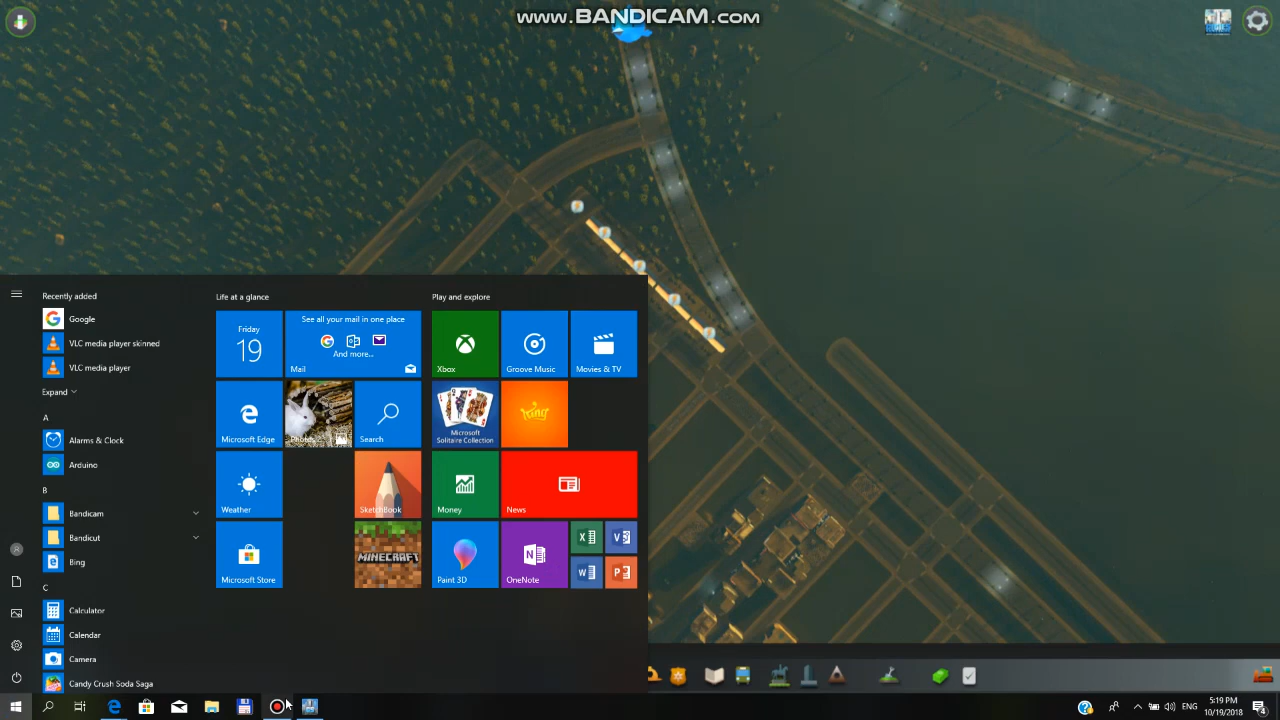 www.BANDICAM.com
Recently added
Google
VLC media player skinned
VLC media player
Expand
A
Alarms & Clock
Arduino
B
Bandicam
Bandicut
Bing
C
Calculator
Calendar
Camera
Candy Crush Soda Saga
Life at a glance
Friday
19
See all your mail in one place
And more...
Mail
Microsoft Edge
Photos
Search
Weather
SketchBook
Microsoft Store
MINECRAFT
Play and explore
Xbox
Groove Music
Movies & TV
Microsoft
Solitaire Collection
King
Money
News
Paint 3D
OneNote
ENG
5:19 PM
10/19/2018
4